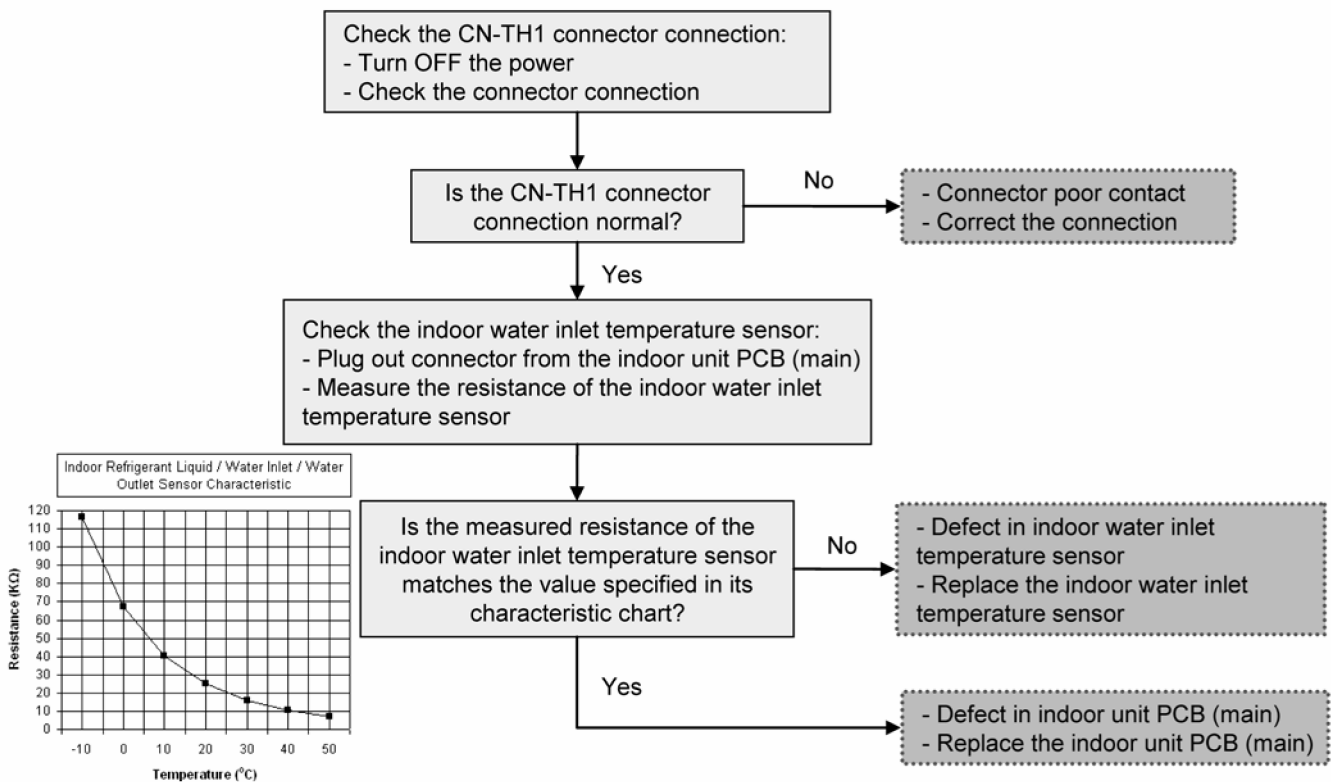 Check the CN-TH1 connector connection:
- Turn OFF the power
- Check the connector connection
Is the CN-TH1 connector
connection normal?
No
- Connector poor contact
- Correct the connection
Yes
Check the indoor water inlet temperature sensor:
- Plug out connector from the indoor unit PCB (main)
- Measure the resistance of the indoor water inlet
temperature sensor
Indoor Refrigerant Liquid / Water Inlet / Water
Outlet Sensor Characteristic
Resistance (KΩ)
120
110
100
90
80
70
60
50
40
30
20
10
0
-10 0 10 20 30 40 50
Temperature (⁰C)
Is the measured resistance of the
indoor water inlet temperature sensor
matches the value specified in its
characteristic chart?
No
- Defect in indoor water inlet
temperature sensor
- Replace the indoor water inlet
temperature sensor
Yes
- Defect in indoor unit PCB (main)
- Replace the indoor unit PCB (main)